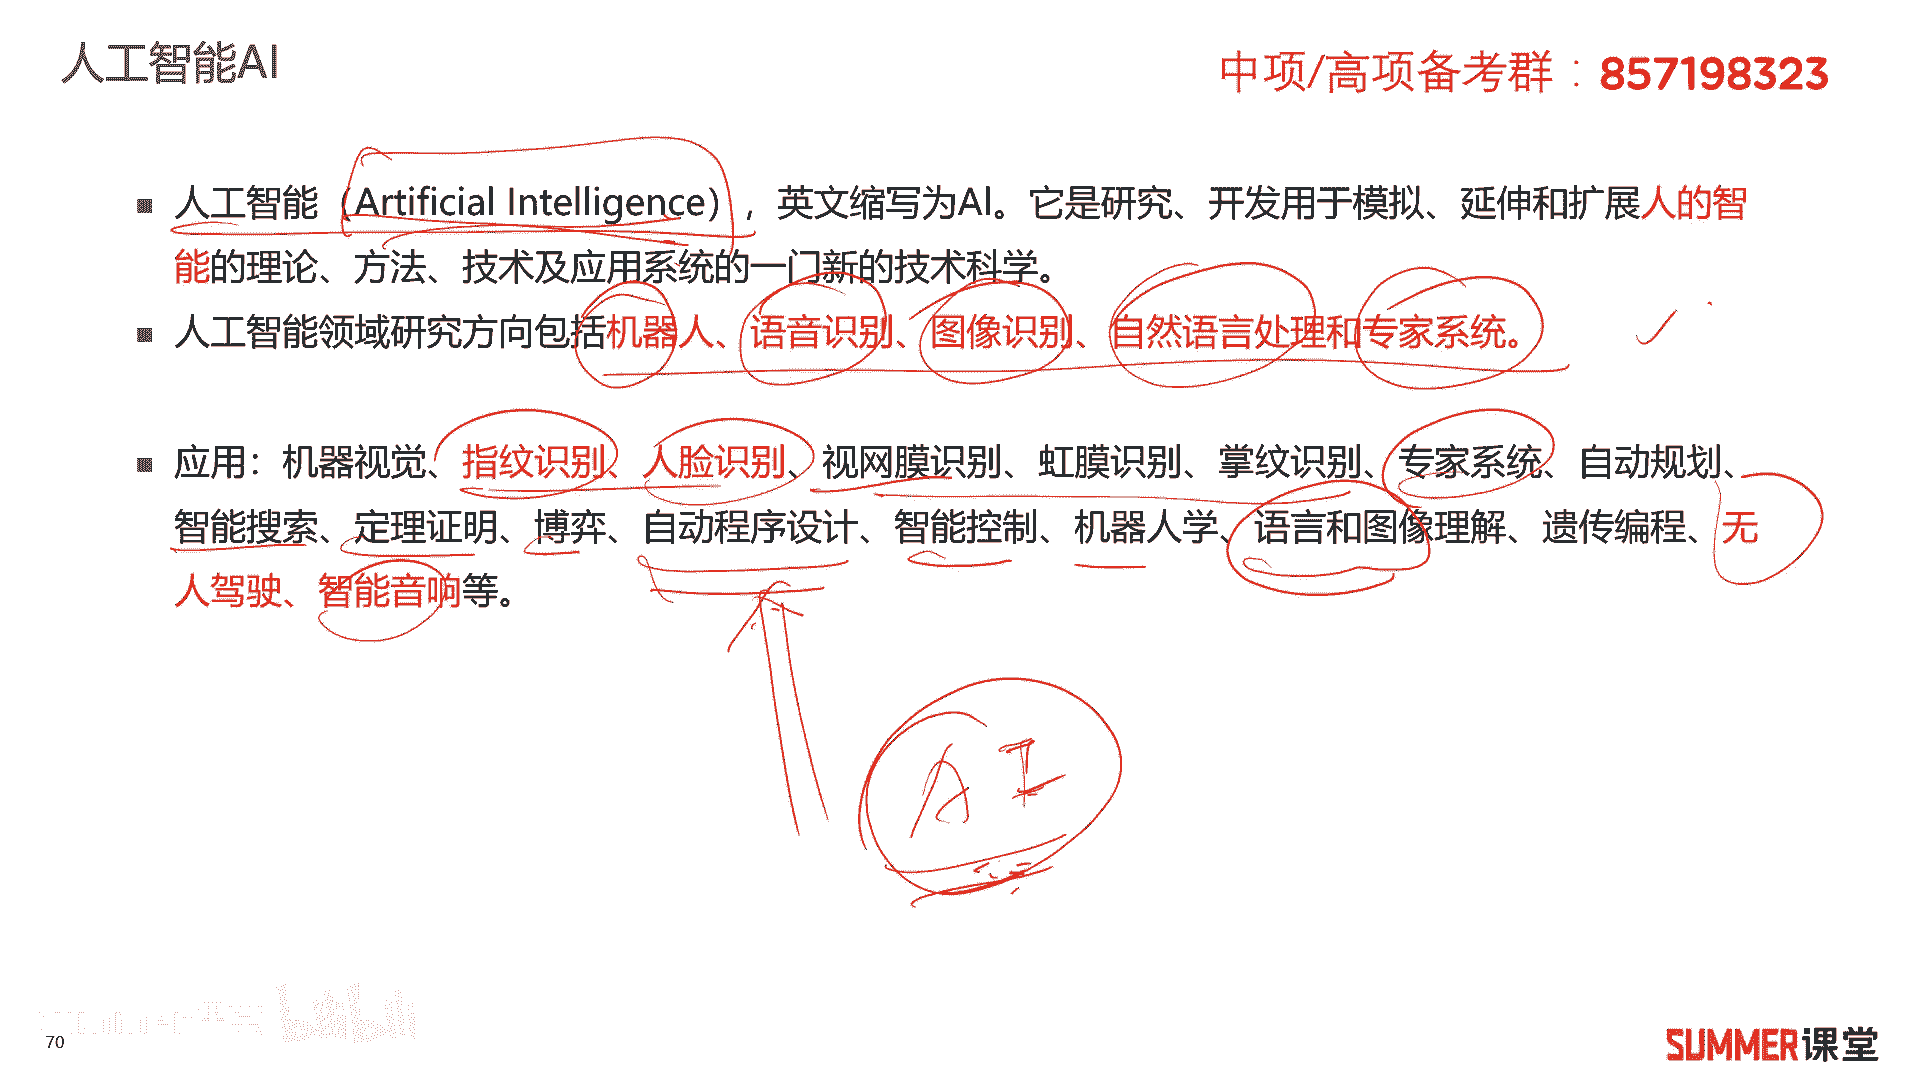 人工智能AI
中项/高项备考群：857198323
■ 人工智能（Artificial Intelligence），英文缩写为AI。它是研究、开发用于模拟、延伸和扩展人的智
能的理论、方法、技术及应用系统的一门新的技术科学。
■ 人工智能领域研究方向包括机器人、语音识别、图像识别、自然语言处理和专家系统。
■ 应用：机器视觉、指纹识别、人脸识别、视网膜识别、虹膜识别、掌纹识别、专家系统、自动规划、
智能搜索、定理证明、博弈、自动程序设计、智能控制、机器人学、语言和图像理解、遗传编程、无
人驾驶、智能音响等。
AI
70
SUMMER课堂